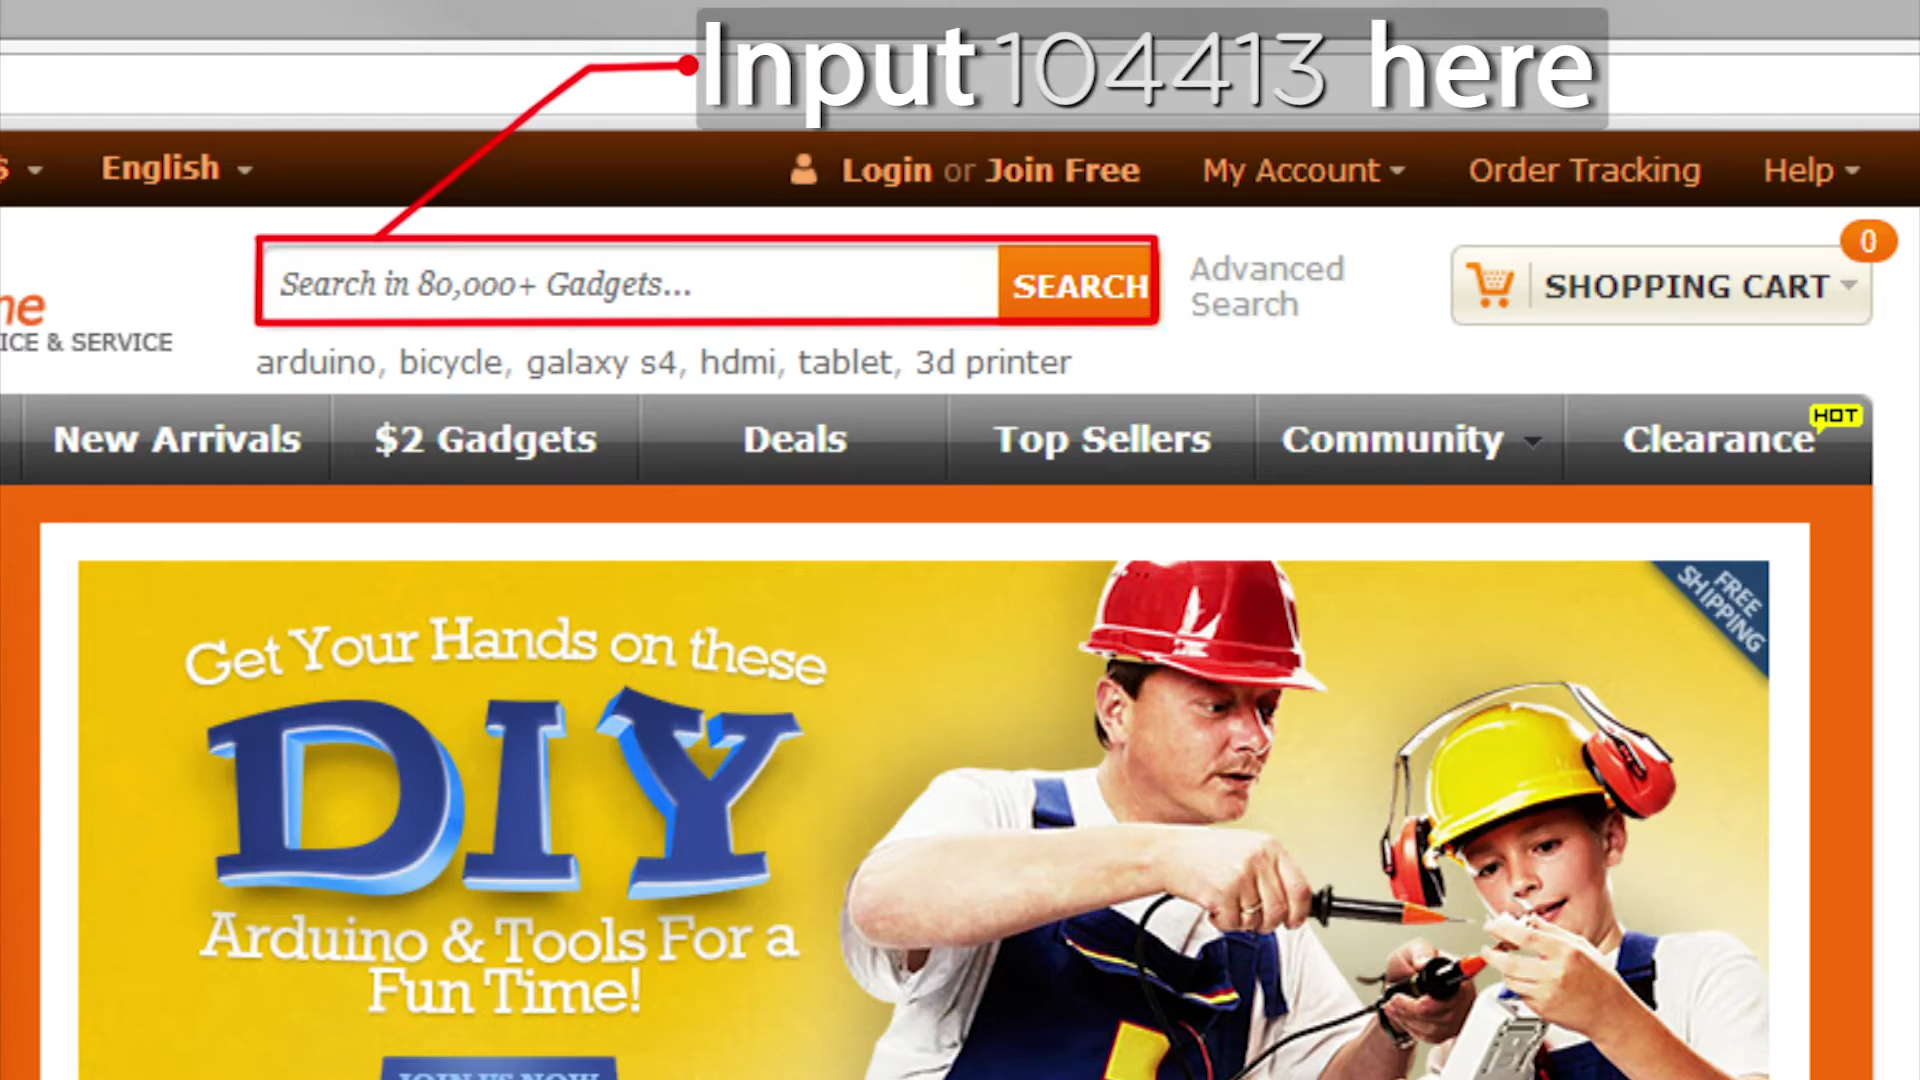 Input 104413 here
$ English Login or Join Free My Account Order Tracking Help
0
Search in 80,000+ Gadgets... SEARCH Advanced Search SHOPPING CART
ne
ICE & SERVICE
arduino, bicycle, galaxy s4, hdmi, tablet, 3d printer
HOT
New Arrivals $2 Gadgets Deals Top Sellers Community Clearance
FREE
SHIPPING
Get Your Hands on these
DIY
Arduino & Tools For a
Fun Time!
JOIN US NOW